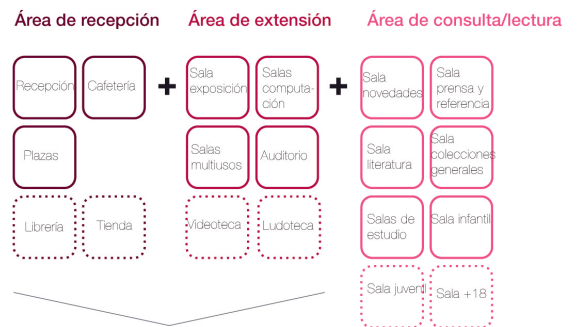 Área de recepción
Área de extensión
Área de consulta/lectura
Recepción
Cafetería
+
Sala
exposición
Salas
computa-
ción
+
Sala
novedades
Sala
prensa y
referencia
Plazas
Salas
multiusos
Auditorio
Sala
literatura
Sala
colecciones
generales
Librería
Tienda
Videoteca
Ludoteca
Salas de
estudio
Sala infantil
Sala juvenil
Sala +18